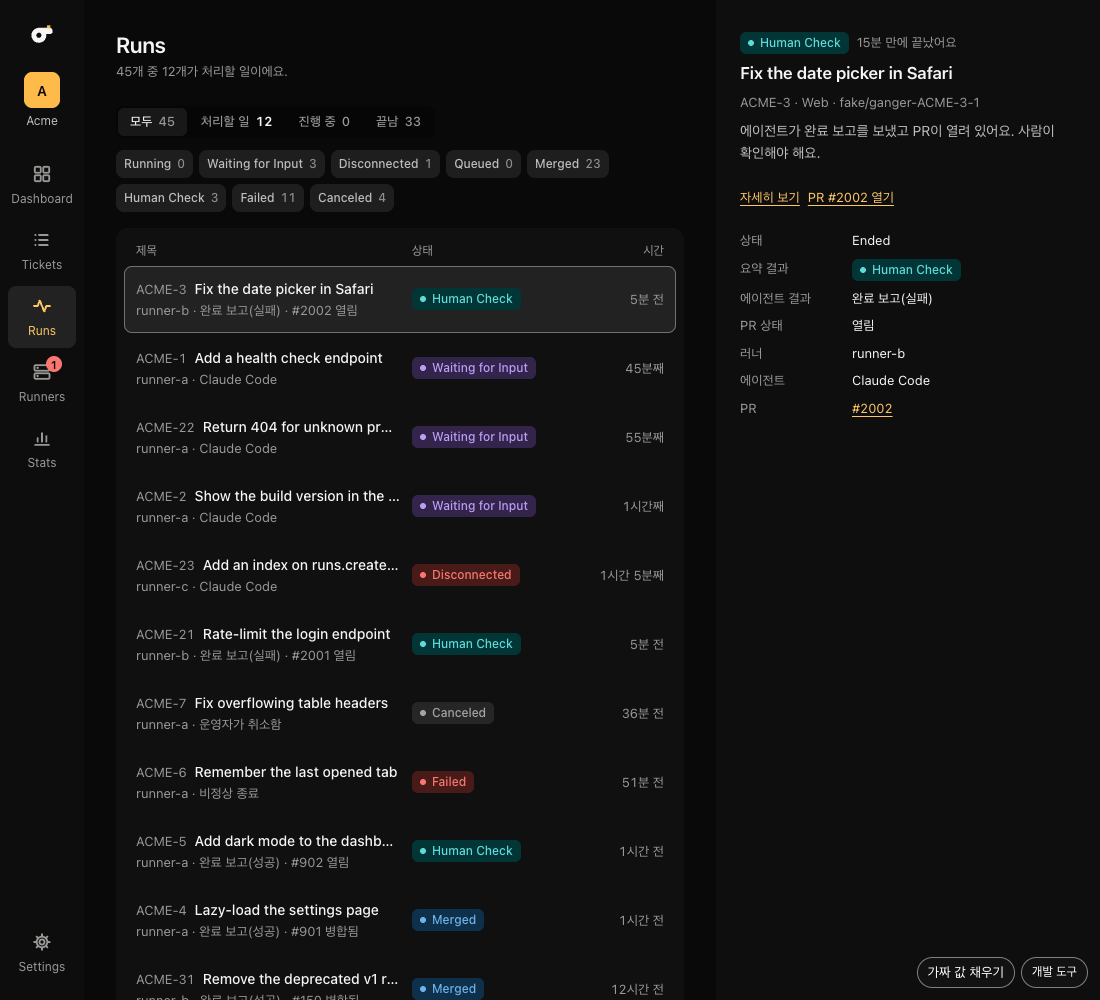 A
Acme
Dashboard
Tickets
Runs
1
Runners
Stats
Settings
Runs
45개 중 12개가 처리할 일이에요.
모두 45 처리할 일 12 진행 중 0 끝남 33
Running 0 Waiting for Input 3 Disconnected 1 Queued 0 Merged 23
Human Check 3 Failed 11 Canceled 4
제목 상태 시간
ACME-3 Fix the date picker in Safari Human Check 5분 전
runner-b · 완료 보고(실패) · #2002 열림
ACME-1 Add a health check endpoint Waiting for Input 45분째
runner-a · Claude Code
ACME-22 Return 404 for unknown pr... Waiting for Input 55분째
runner-a · Claude Code
ACME-2 Show the build version in the ... Waiting for Input 1시간째
runner-a · Claude Code
ACME-23 Add an index on runs.create... Disconnected 1시간 5분째
runner-c · Claude Code
ACME-21 Rate-limit the login endpoint Human Check 5분 전
runner-b · 완료 보고(실패) · #2001 열림
ACME-7 Fix overflowing table headers Canceled 36분 전
runner-a · 운영자가 취소함
ACME-6 Remember the last opened tab Failed 51분 전
runner-a · 비정상 종료
ACME-5 Add dark mode to the dashb... Human Check 1시간 전
runner-a · 완료 보고(성공) · #902 열림
ACME-4 Lazy-load the settings page Merged 1시간 전
runner-a · 완료 보고(성공) · #901 병합됨
ACME-31 Remove the deprecated v1 r... Merged 12시간 전
runner-b · 완료 보고(성공) · #150 병합됨
Human Check 15분 만에 끝났어요
Fix the date picker in Safari
ACME-3 · Web · fake/ganger-ACME-3-1
에이전트가 완료 보고를 보냈고 PR이 열려 있어요. 사람이
확인해야 해요.
자세히 보기 PR #2002 열기
상태 Ended
요약 결과 Human Check
에이전트 결과 완료 보고(실패)
PR 상태 열림
러너 runner-b
에이전트 Claude Code
PR #2002
가짜 값 채우기 개발 도구